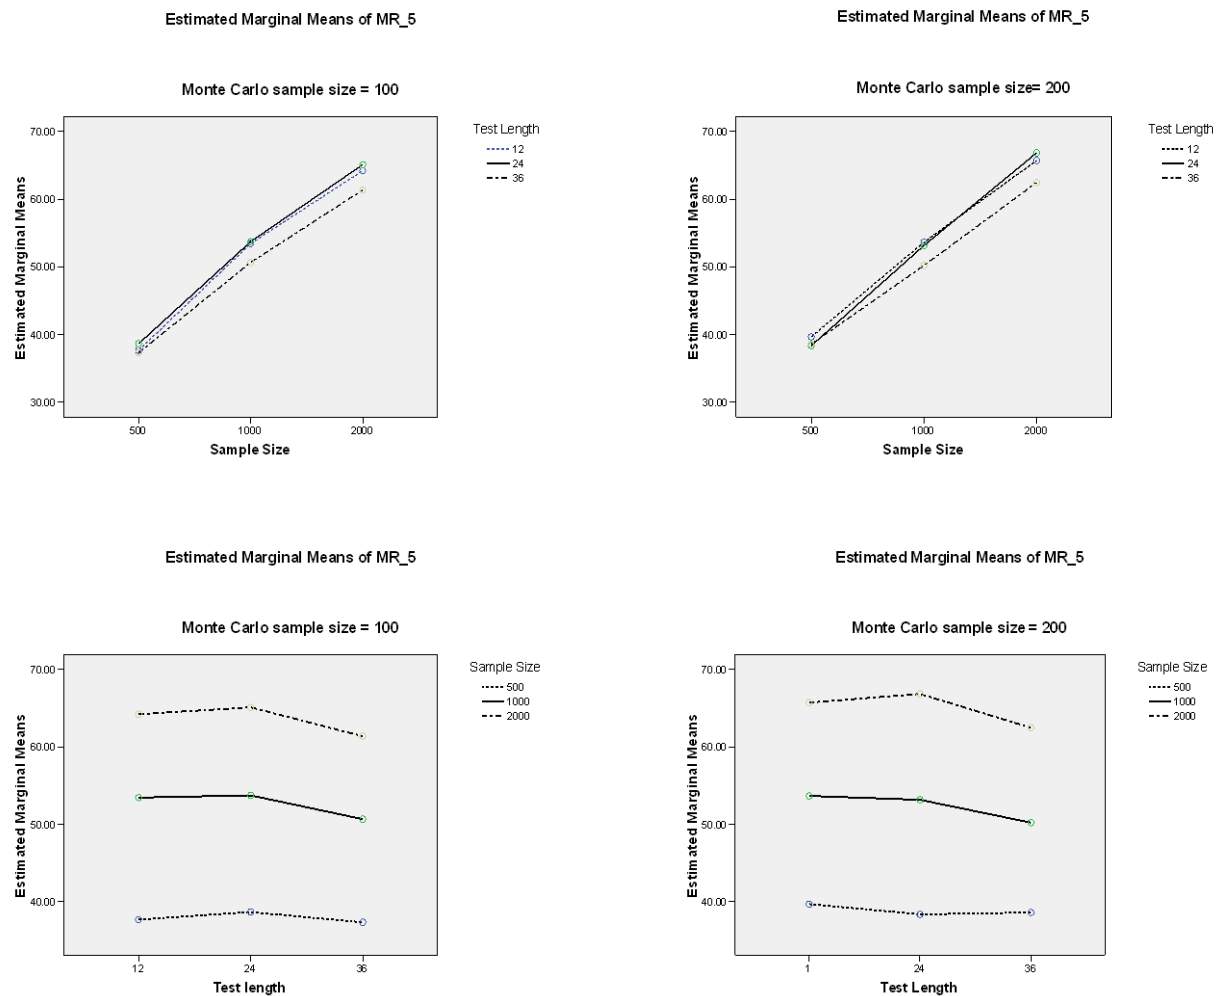 Estimated Marginal Means of MR_5
Monte Carlo sample size = 100
70.00
60.00
50.00
40.00
30.00
Estimated Marginal Means
500
1000
2000
Sample Size
Test Length
12
24
36
Estimated Marginal Means of MR_5
Monte Carlo sample size= 200
70.00
60.00
50.00
40.00
30.00
Estimated Marginal Means
500
1000
2000
Sample Size
Test Length
12
24
36
Estimated Marginal Means of MR_5
Monte Carlo sample size = 100
70.00
60.00
50.00
40.00
Estimated Marginal Means
12
24
36
Test length
Sample Size
500
1000
2000
Estimated Marginal Means of MR_5
Monte Carlo sample size = 200
70.00
60.00
50.00
40.00
Estimated Marginal Means
1
24
36
Test Length
Sample Size
500
1000
2000